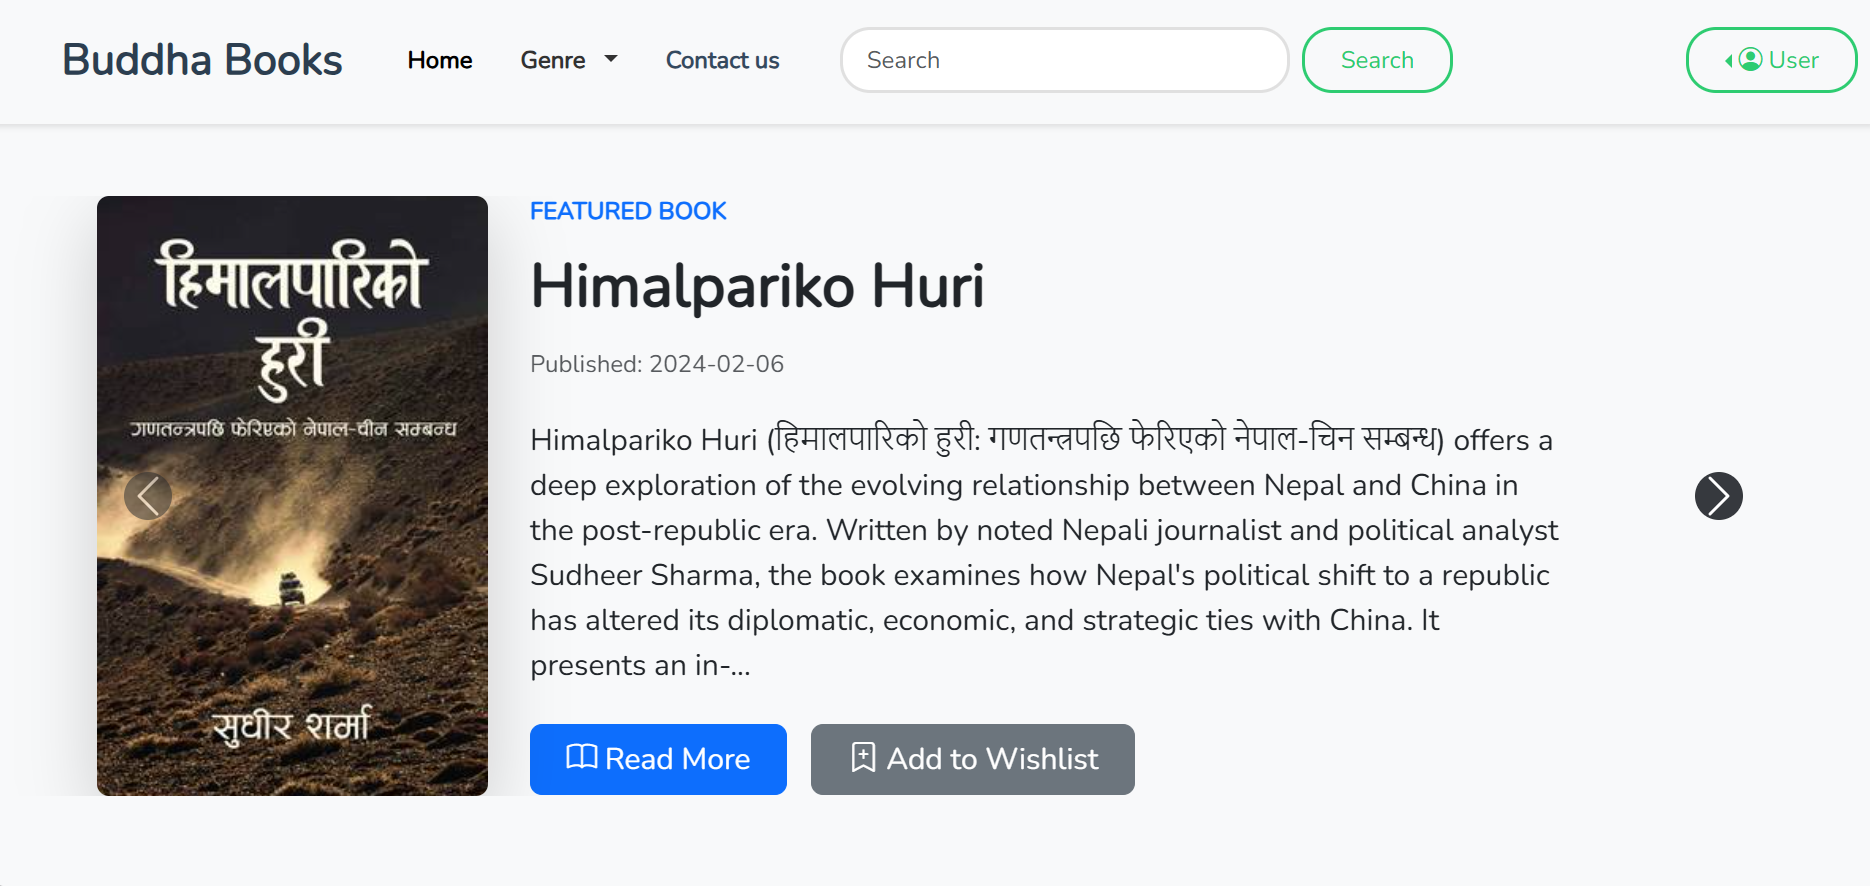 Buddha Books
Home
Genre
Contact us
Search
Search
User
हिमालपारिको
हुरी
गणतन्त्रपछि फेरिएको नेपाल-चीन सम्बन्ध
सुधीर शर्मा
FEATURED BOOK
Himalpariko Huri
Published: 2024-02-06
Himalpariko Huri (हिमालपारिको हुरी: गणतन्त्रपछि फेरिएको नेपाल-चिन सम्बन्ध) offers a
deep exploration of the evolving relationship between Nepal and China in
the post-republic era. Written by noted Nepali journalist and political analyst
Sudheer Sharma, the book examines how Nepal's political shift to a republic
has altered its diplomatic, economic, and strategic ties with China. It
presents an in-...
Read More
Add to Wishlist